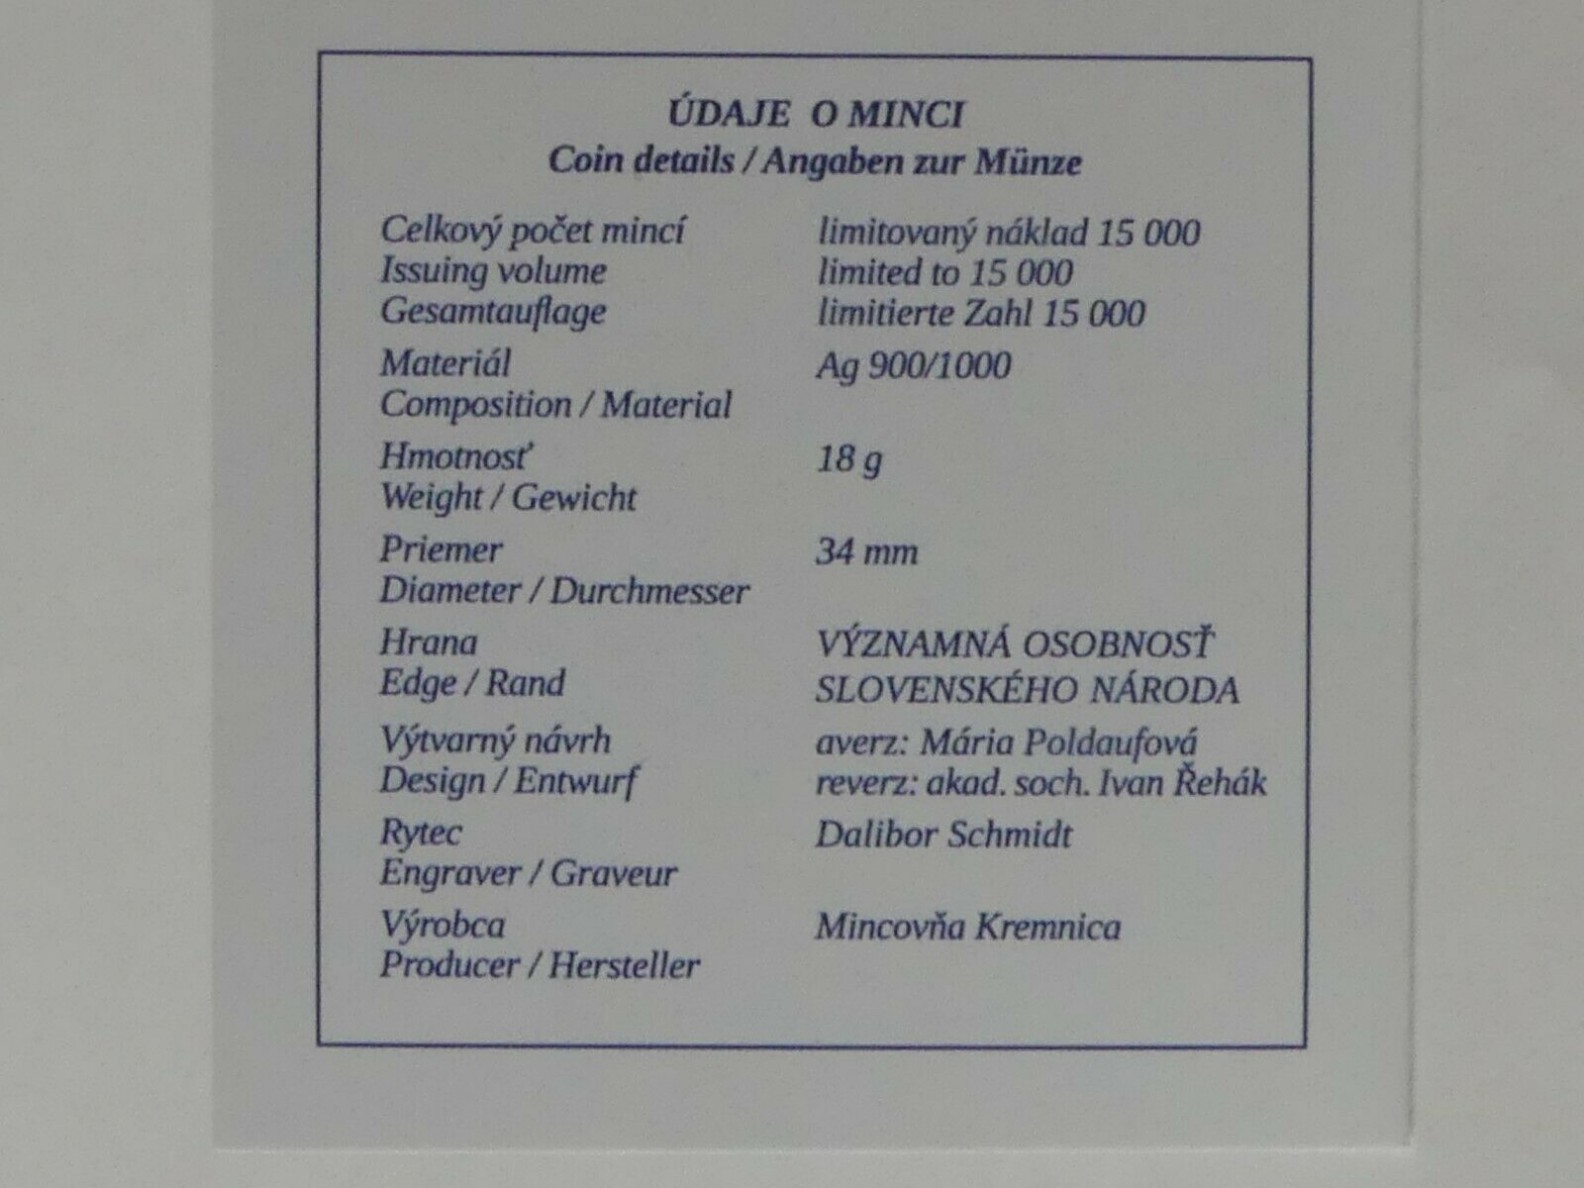 ÚDAJE O MINCI
Coin details / Angaben zur Münze
Celkový počet mincí limitovaný náklad 15 000
Issuing volume limited to 15 000
Gesamtauflage limitierte Zahl 15 000
Materiál Ag 900/1000
Composition / Material
Hmotnosť 18 g
Weight / Gewicht
Priemer 34 mm
Diameter / Durchmesser
Hrana VÝZNAMNÁ OSOBNOSŤ
Edge / Rand SLOVENSKÉHO NÁRODA
Výtvarný návrh averz: Mária Poldaufová
Design / Entwurf reverz: akad. soch. Ivan Řehák
Rytec Dalibor Schmidt
Engraver / Graveur
Výrobca Mincovňa Kremnica
Producer / Hersteller